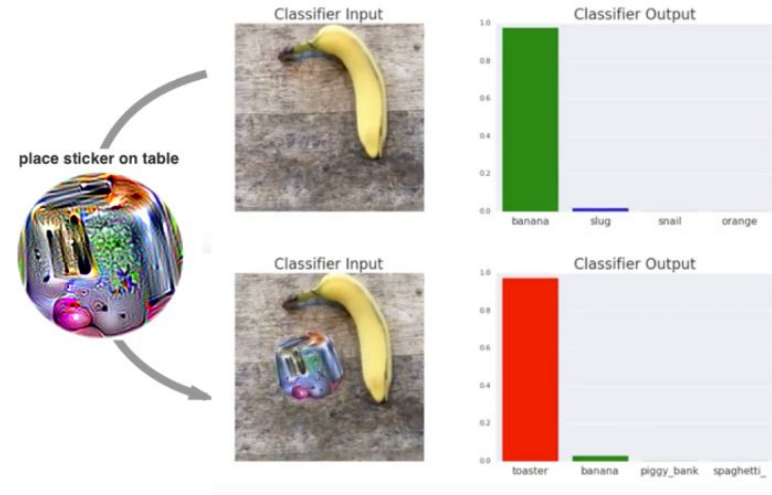 Classifier Input
Classifier Output
place sticker on table
1.0
0.8
0.6
0.4
0.2
0.0
banana slug snail orange
Classifier Input
Classifier Output
1.0
0.8
0.6
0.4
0.2
0.0
toaster banana piggy_bank spaghetti_